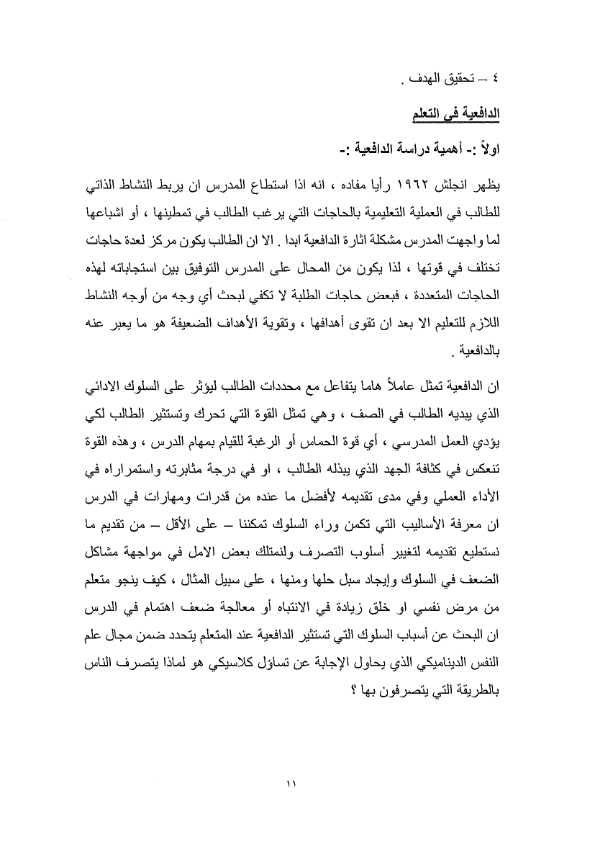 ٤ – تحقيق الهدف .
الدافعية في التعلم
اولاً :- أهمية دراسة الدافعية :-
يظهر انجلش ١٩٦٢ رأيا مفاده ، انه اذا استطاع المدرس ان يربط النشاط الذاتي
للطالب في العملية التعليمية بالحاجات التي يرغب الطالب في تمطينها ، أو اشباعها
لما واجهت المدرس مشكلة اثارة الدافعية ابدا . الا ان الطالب يكون مركز لعدة حاجات
تختلف في قوتها ، لذا يكون من المحال على المدرس التوفيق بين استجاباته لهذه
الحاجات المتعددة ، فبعض حاجات الطلبة لا تكفي لبحث أي وجه من أوجه النشاط
اللازم للتعليم الا بعد ان تقوى أهدافها ، وتقوية الأهداف الضعيفة هو ما يعبر عنه
بالدافعية .
ان الدافعية تمثل عاملاً هاما يتفاعل مع محددات الطالب ليؤثر على السلوك الادائي
الذي يبديه الطالب في الصف ، وهي تمثل القوة التي تحرك وتستثير الطالب لكي
يؤدي العمل المدرسي ، أي قوة الحماس أو الرغبة للقيام بمهام الدرس ، وهذه القوة
تنعكس في كثافة الجهد الذي يبذله الطالب ، او في درجة مثابرته واستمراراه في
الأداء العملي وفي مدى تقديمه لأفضل ما عنده من قدرات ومهارات في الدرس
ان معرفة الأساليب التي تكمن وراء السلوك تمكننا – على الأقل – من تقديم ما
نستطيع تقديمه لتغيير أسلوب التصرف ولنمتلك بعض الامل في مواجهة مشاكل
الضعف في السلوك وإيجاد سبل حلها ومنها ، على سبيل المثال ، كيف ينجو متعلم
من مرض نفسي او خلق زيادة في الانتباه أو معالجة ضعف اهتمام في الدرس
ان البحث عن أسباب السلوك التي تستثير الدافعية عند المتعلم يتحدد ضمن مجال علم
النفس الديناميكي الذي يحاول الإجابة عن تساؤل كلاسيكي هو لماذا يتصرف الناس
بالطريقة التي يتصرفون بها ؟
١١